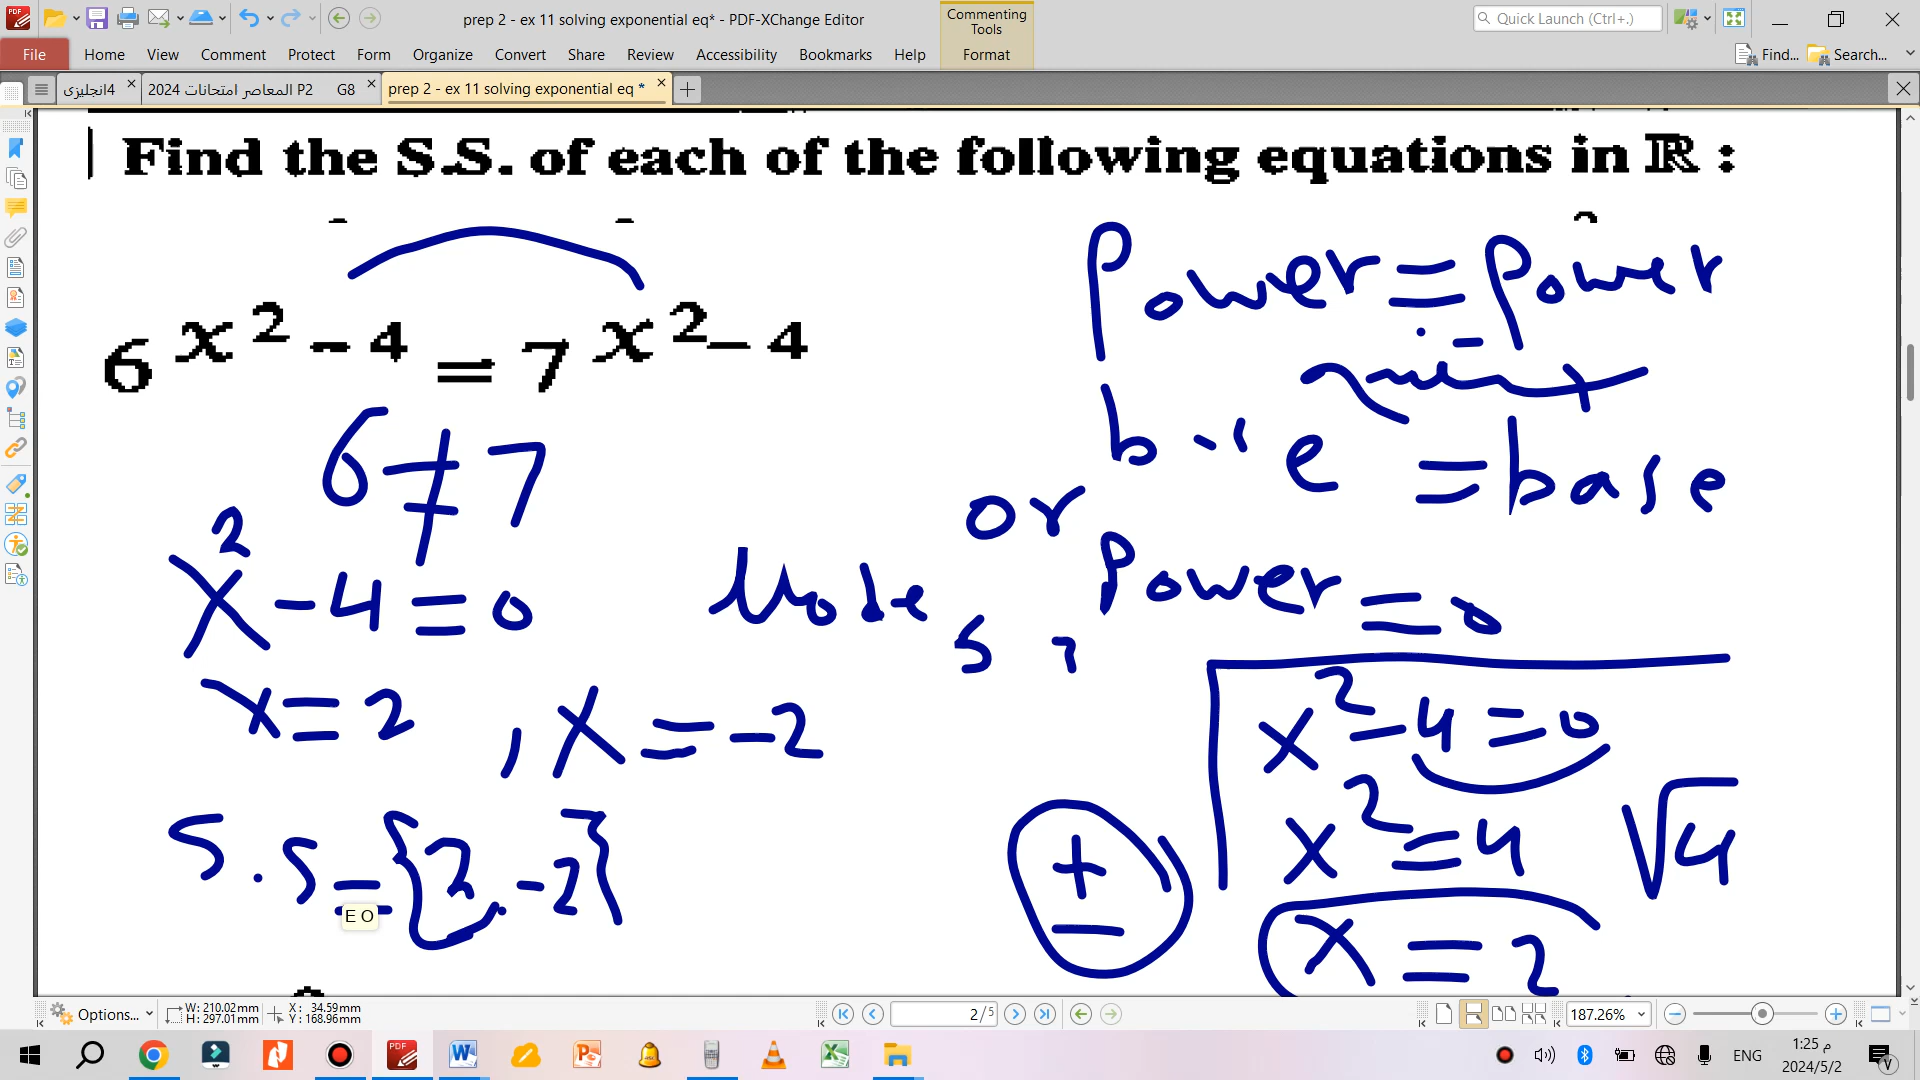 prep 2 - ex 11 solving exponential eq* - PDF-XChange Editor
Commenting Tools
Quick Launch (Ctrl+.)
File Home View Comment Protect Form Organize Convert Share Review Accessibility Bookmarks Help Format Find... Search...
4انجليزى المعاصر امتحانات 2024 P2 G8 prep 2 - ex 11 solving exponential eq *
Find the S.S. of each of the following equations in ℝ :
6^x²-4 = 7^x²-4
Power = Power
6 ≠ 7
= base
or
x² - 4 = 0
Mode
Power = 0
5
x = 2 , x = -2
x² - 4 = 0
x² = 4 √4
S.S = {2, -2}
+ -
x = 2
E O
Options...
W: 210.02mm
H: 297.01mm
X: 34.59mm
Y: 168.96mm
2/5
187.26%
ENG
1:25 م
2024/5/2